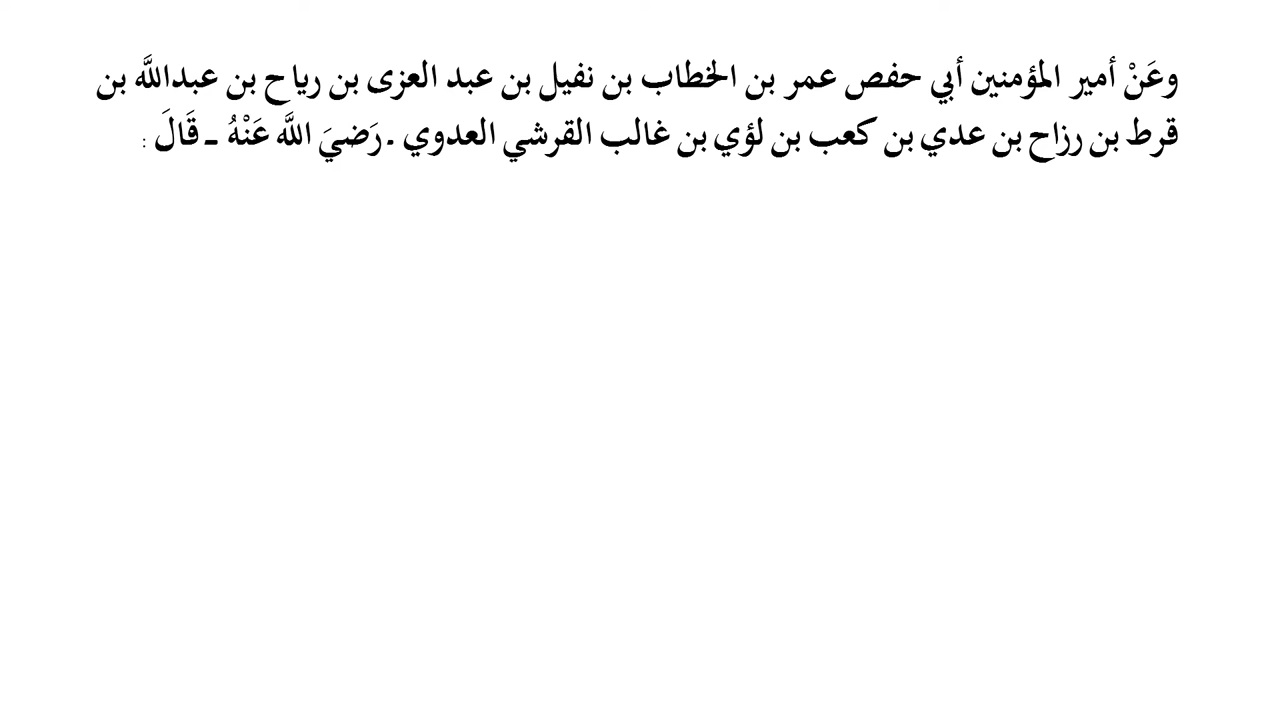 وعَنْ أمير المؤمنين أبي حفص عمر بن الخطاب بن نفيل بن عبد العزى بن رياح بن عبداللَّه بن
قرط بن رزاح بن عدي بن كعب بن لؤي بن غالب القرشي العدوي ـ رَضيَ اللَّه عَنْهُ ـ قَالَ :